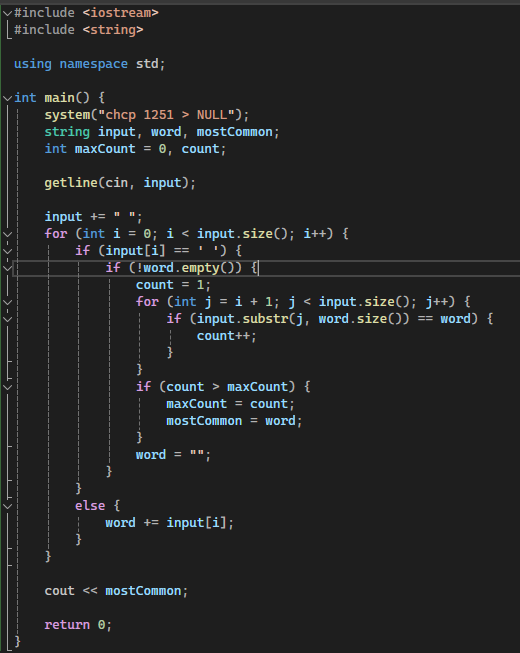 #include <iostream>
#include <string>
using namespace std;
int main() {
system("chcp 1251 > NULL");
string input, word, mostCommon;
int maxCount = 0, count;
getline(cin, input);
input += " ";
for (int i = 0; i < input.size(); i++) {
if (input[i] == ' ') {
if (!word.empty()) {
count = 1;
for (int j = i + 1; j < input.size(); j++) {
if (input.substr(j, word.size()) == word) {
count++;
}
}
if (count > maxCount) {
maxCount = count;
mostCommon = word;
}
word = "";
}
}
else {
word += input[i];
}
}
cout << mostCommon;
return 0;
}